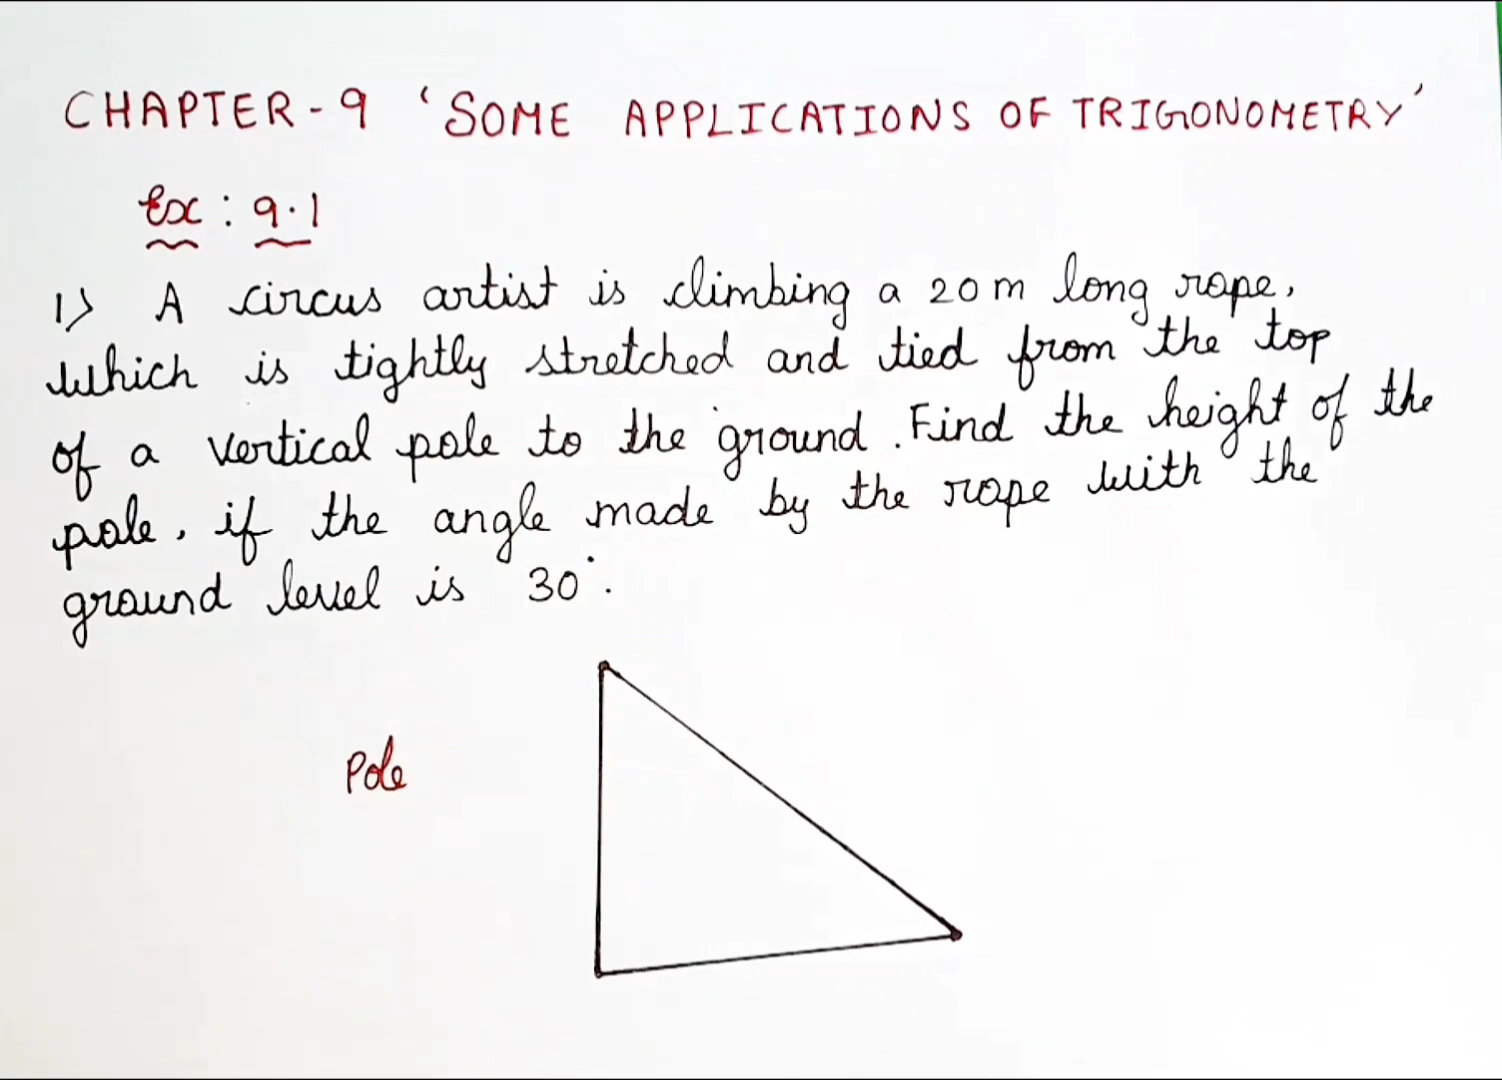 CHAPTER-9 'SOME APPLICATIONS OF TRIGONOMETRY'
Ex : 9.1
1) A circus artist is climbing a 20 m long rope,
which is tightly stretched and tied from the top
of a vertical pole to the ground. Find the height of the
pole, if the angle made by the rope with the
ground level is 30°.
Pole